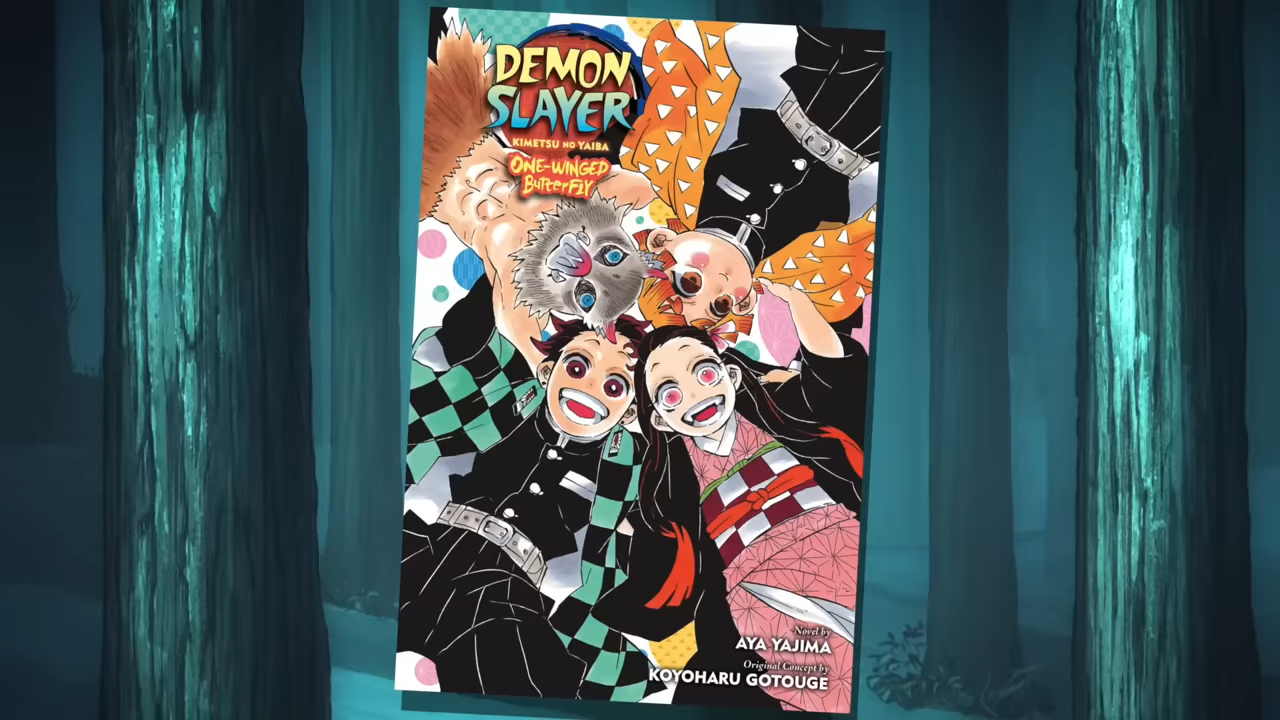 DEMON
SLAYER
KIMETSU NO YAIBA
ONE-WINGED
BUTTERFLY
Novel by
AYA YAJIMA
Original Concept by
KOYOHARU GOTOUGE